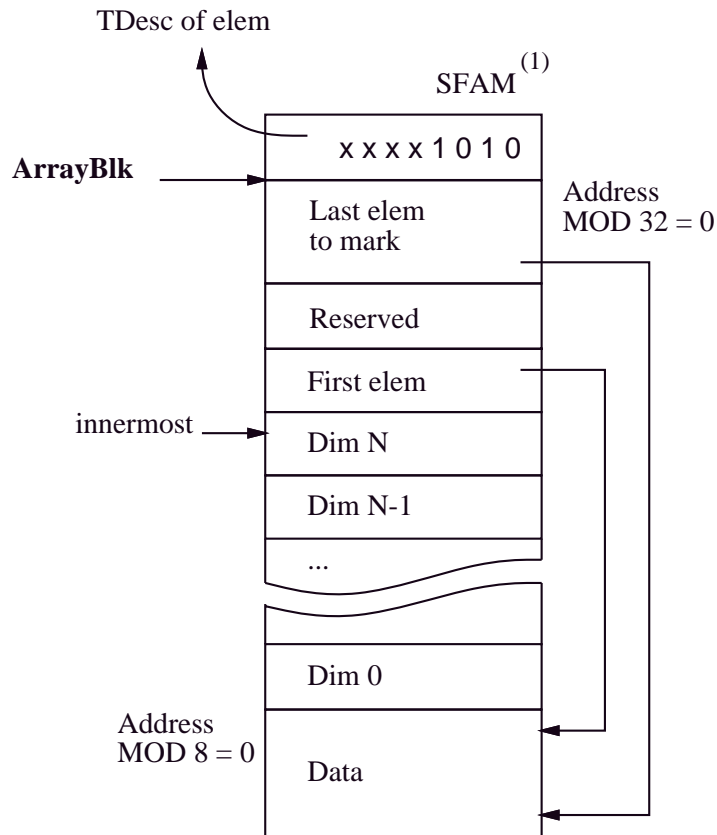 TDesc of elem
SFAM (1)
x x x x 1 0 1 0
ArrayBlk
Last elem
to mark
Address
MOD 32 = 0
Reserved
First elem
innermost
Dim N
Dim N-1
...
Dim 0
Address
MOD 8 = 0
Data